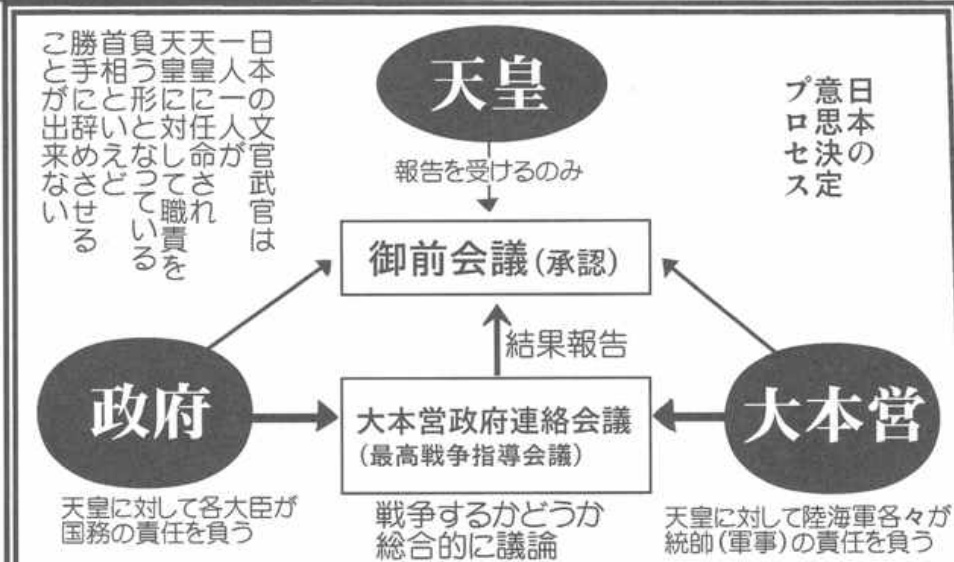 日本の
意思決定
プロセス
日本の文官武官は
一人一人が
天皇に任命され
天皇に対して職責を
負う形となっている
首相といえど
勝手に辞めさせる
ことが出来ない
天皇
報告を受けるのみ
御前会議(承認)
結果報告
政府
大本営政府連絡会議
(最高戦争指導会議)
大本営
天皇に対して各大臣が
国務の責任を負う
戦争するかどうか
総合的に議論
天皇に対して陸海軍各々が
統帥(軍事)の責任を負う